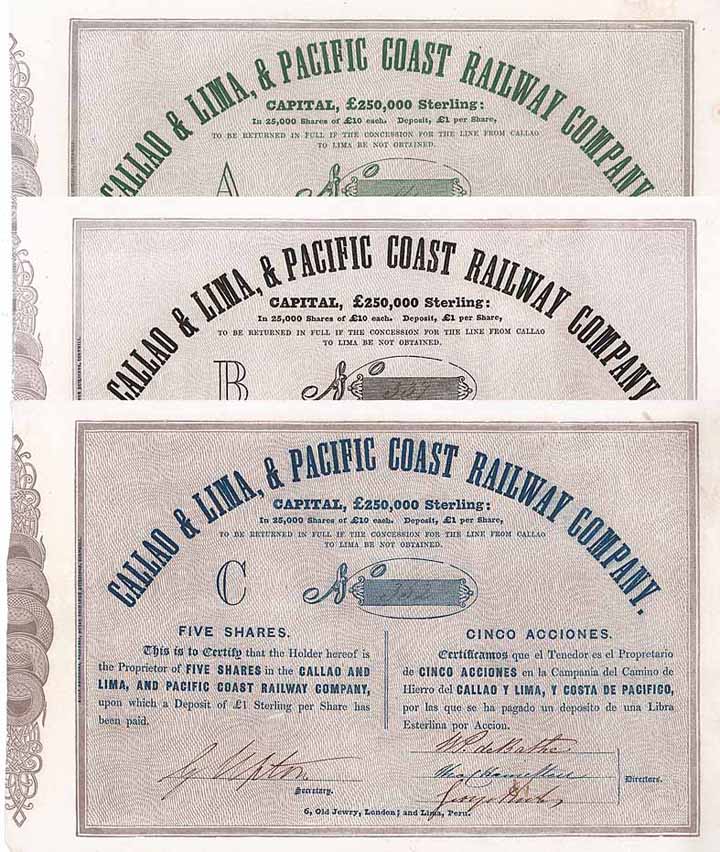 CALLAO & LIMA, & PACIFIC COAST RAILWAY COMPANY
CAPITAL, £250,000 Sterling:
In 25,000 Shares of £10 each. Deposit, £1 per Share,
TO BE RETURNED IN FULL IF THE CONCESSION FOR THE LINE FROM CALLAO
TO LIMA BE NOT OBTAINED.
A No
CALLAO & LIMA, & PACIFIC COAST RAILWAY COMPANY
CAPITAL, £250,000 Sterling:
In 25,000 Shares of £10 each. Deposit, £1 per Share,
TO BE RETURNED IN FULL IF THE CONCESSION FOR THE LINE FROM CALLAO
TO LIMA BE NOT OBTAINED.
B No
CALLAO & LIMA, & PACIFIC COAST RAILWAY COMPANY.
CAPITAL, £250,000 Sterling:
In 25,000 Shares of £10 each. Deposit, £1 per Share,
TO BE RETURNED IN FULL IF THE CONCESSION FOR THE LINE FROM CALLAO
TO LIMA BE NOT OBTAINED.
C No 352
FIVE SHARES.
This is to Certify that the Holder hereof is
the Proprietor of FIVE SHARES in the CALLAO AND
LIMA, AND PACIFIC COAST RAILWAY COMPANY,
upon which a Deposit of £1 Sterling per Share has
been paid.
CINCO ACCIONES.
Certificamos que el Tenedor es el Propretario
de CINCO ACCIONES en la Campania del Camino de
Hierro del CALLAO Y LIMA, Y COSTA DE PACIFICO,
por las que se ha pagado un deposito de una Libra
Esterlina por Accion.
G Upton.
Secretary.
W. P. de Bathe
Chas Hamilton
George
Directors.
6, Old Jewry, London; and Lima, Peru.